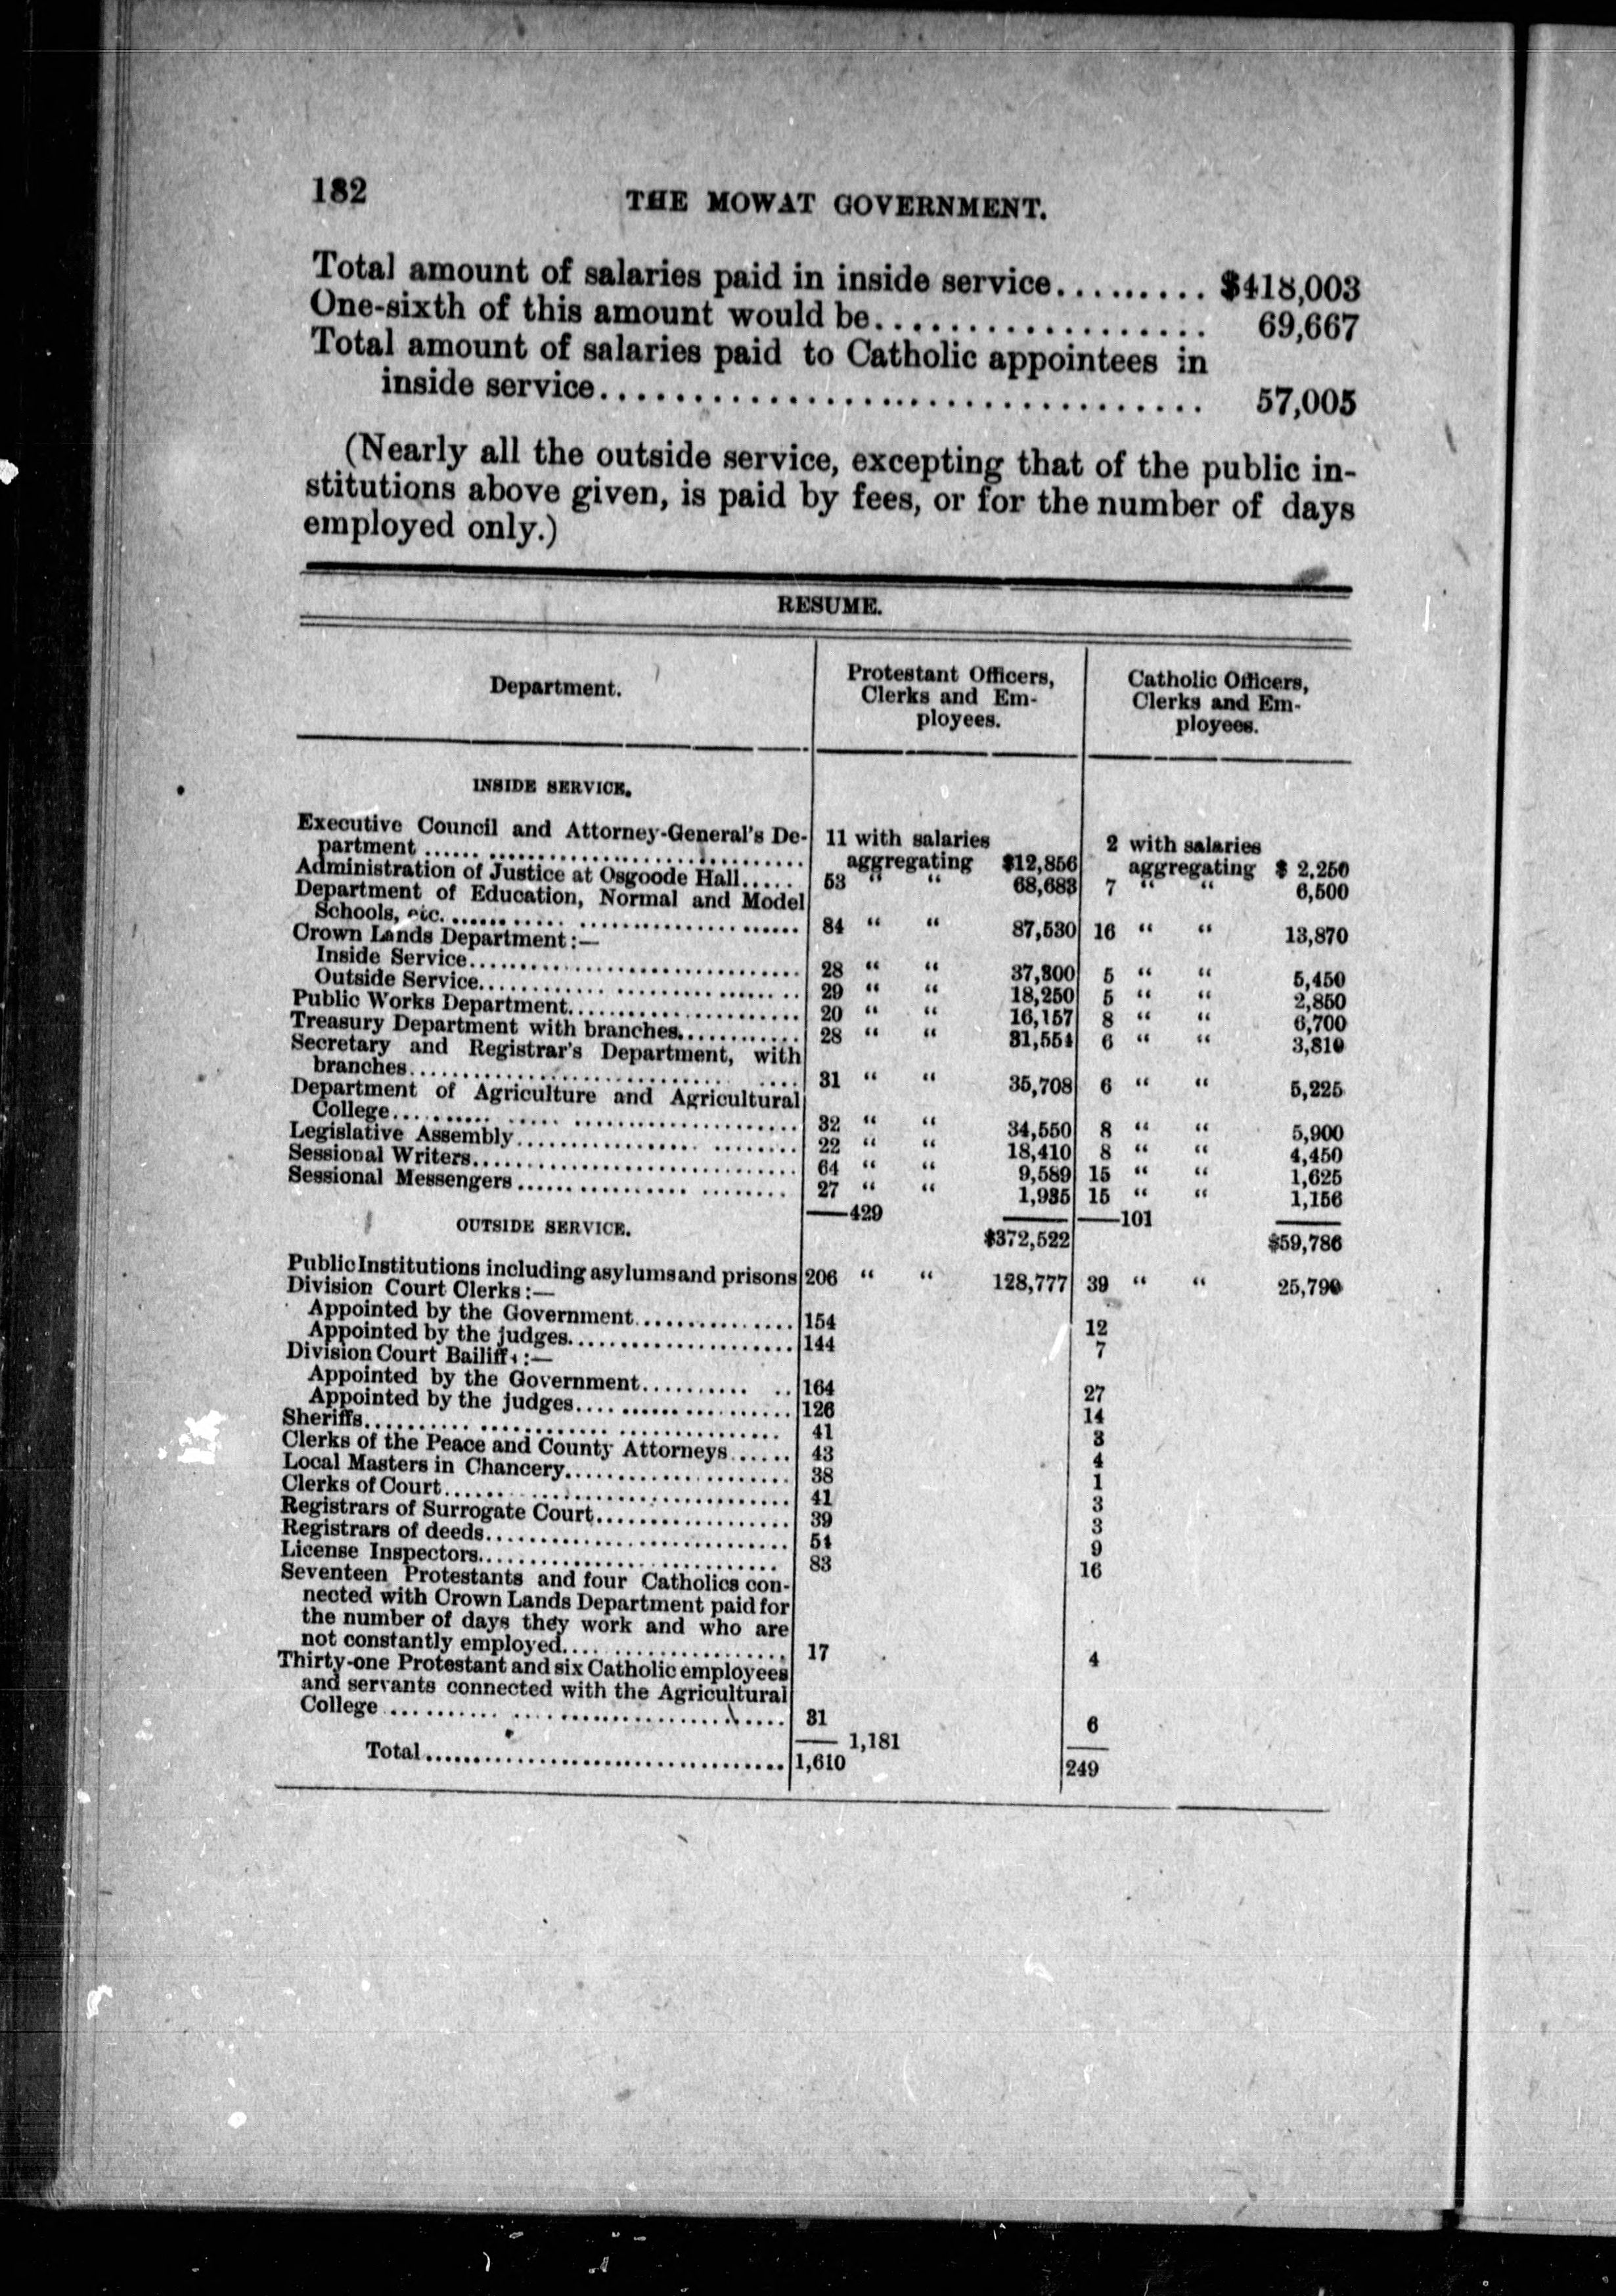 182
THE MOWAT GOVERNMENT.
Total amount of salaries paid in inside service.......... $418,003
One-sixth of this amount would be.................. 69,667
Total amount of salaries paid to Catholic appointees in
inside service................................ 57,005
(Nearly all the outside service, excepting that of the public in-
stitutions above given, is paid by fees, or for the number of days
employed only.)
RESUME.
Department.
Protestant Officers,
Clerks and Em-
ployees.
Catholic Officers,
Clerks and Em-
ployees.
INSIDE SERVICE.
Executive Council and Attorney-General's De- 11 with salaries 2 with salaries
partment ........ aggregating $12,856 aggregating $ 2,250
Administration of Justice at Osgoode Hall..... 53 " " 68,683 7 " " 6,500
Department of Education, Normal and Model
Schools, etc. ........ 84 " " 87,530 16 " " 13,870
Crown Lands Department:—
Inside Service........ 28 " " 37,300 5 " " 5,450
Outside Service........ 29 " " 18,250 5 " " 2,850
Public Works Department........ 20 " " 16,157 8 " " 6,700
Treasury Department with branches........ 28 " " 31,554 6 " " 3,810
Secretary and Registrar's Department, with
branches........ 31 " " 35,708 6 " " 5,225
Department of Agriculture and Agricultural
College........ 32 " " 34,550 8 " " 5,900
Legislative Assembly........ 22 " " 18,410 8 " " 4,450
Sessional Writers........ 64 " " 9,589 15 " " 1,625
Sessional Messengers........ 27 " " 1,935 15 " " 1,156
—429 —101
OUTSIDE SERVICE. $372,522 $59,786
Public Institutions including asylums and prisons 206 " " 128,777 39 " " 25,790
Division Court Clerks:—
Appointed by the Government........ 154 12
Appointed by the judges........ 144 7
Division Court Bailiffs:—
Appointed by the Government........ 164 27
Appointed by the judges........ 126 14
Sheriffs........ 41 3
Clerks of the Peace and County Attorneys...... 43 4
Local Masters in Chancery........ 38 1
Clerks of Court........ 41 3
Registrars of Surrogate Court........ 39 3
Registrars of deeds........ 54 9
License Inspectors........ 83 16
Seventeen Protestants and four Catholics con-
nected with Crown Lands Department paid for
the number of days they work and who are
not constantly employed........ 17 4
Thirty-one Protestant and six Catholic employees
and servants connected with the Agricultural
College ........ 31 6
—— 1,181
Total........ 1,610 249